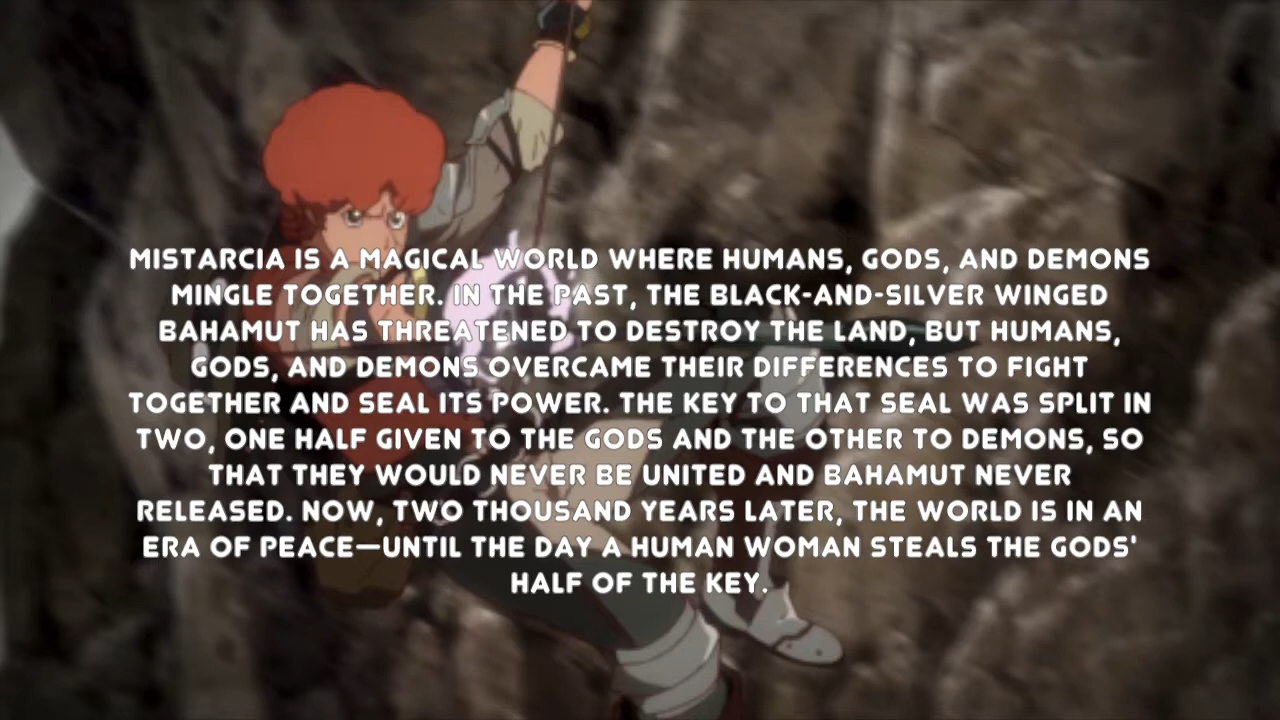 MISTARCIA IS A MAGICAL WORLD WHERE HUMANS, GODS, AND DEMONS
MINGLE TOGETHER. IN THE PAST, THE BLACK-AND-SILVER WINGED
BAHAMUT HAS THREATENED TO DESTROY THE LAND, BUT HUMANS,
GODS, AND DEMONS OVERCAME THEIR DIFFERENCES TO FIGHT
TOGETHER AND SEAL ITS POWER. THE KEY TO THAT SEAL WAS SPLIT IN
TWO, ONE HALF GIVEN TO THE GODS AND THE OTHER TO DEMONS, SO
THAT THEY WOULD NEVER BE UNITED AND BAHAMUT NEVER
RELEASED. NOW, TWO THOUSAND YEARS LATER, THE WORLD IS IN AN
ERA OF PEACE—UNTIL THE DAY A HUMAN WOMAN STEALS THE GODS'
HALF OF THE KEY.